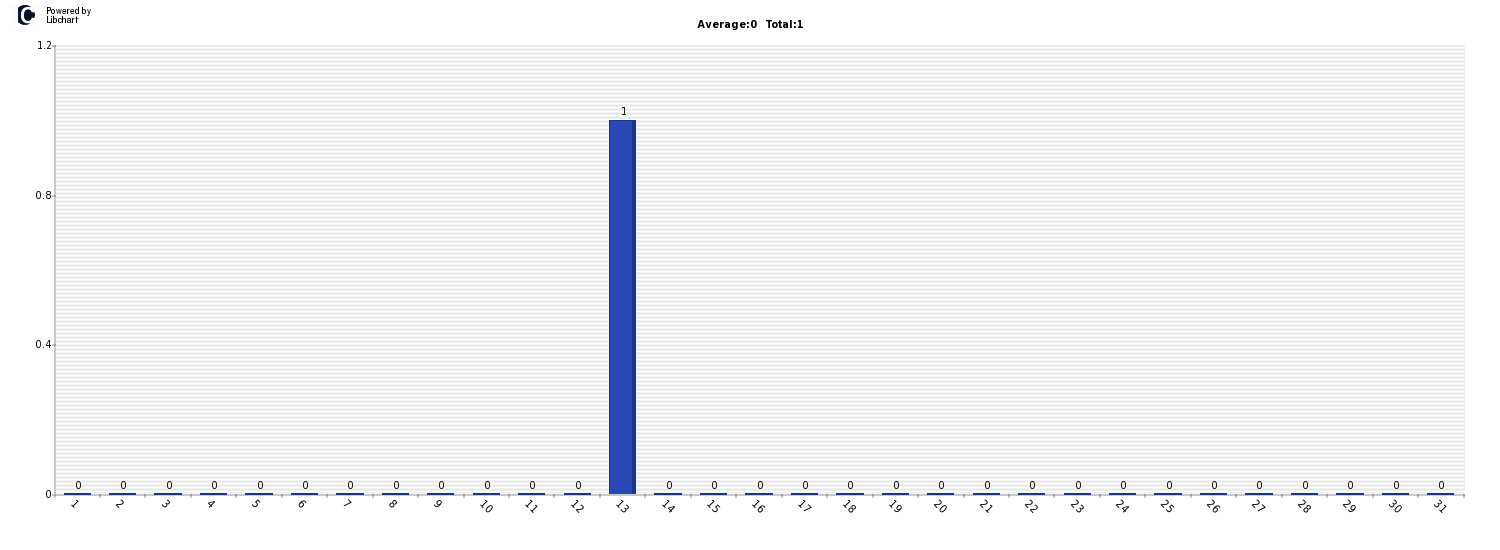 Powered by
Libchart
Average:0  Total:1
1.2
0.8
0.4
0
0 0 0 0 0 0 0 0 0 0 0 0 1 0 0 0 0 0 0 0 0 0 0 0 0 0 0 0 0 0 0
1 2 3 4 5 6 7 8 9 10 11 12 13 14 15 16 17 18 19 20 21 22 23 24 25 26 27 28 29 30 31